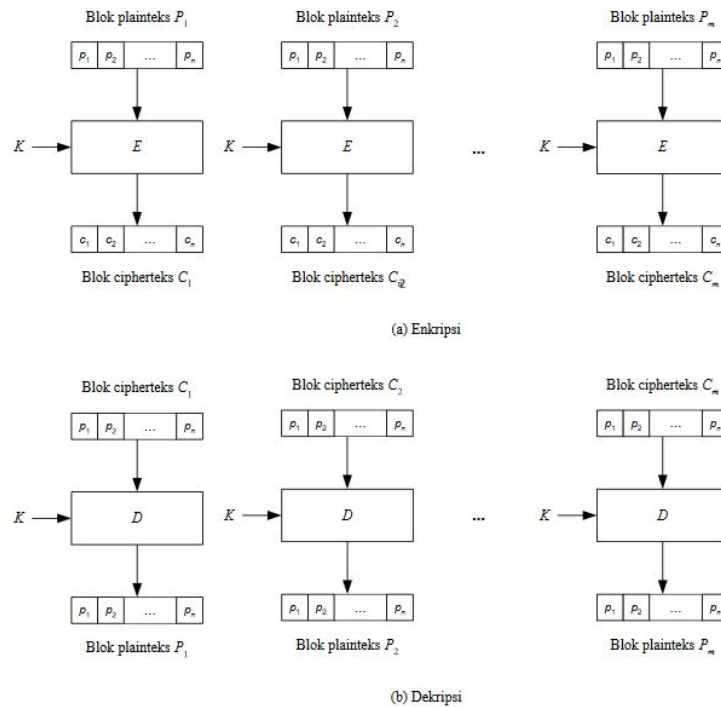 Blok plainteks P₁ Blok plainteks P₂ Blok plainteks Pₘ
p₁ p₂ ... pₙ p₁ p₂ ... pₙ p₁ p₂ ... pₙ
K E K E ... K E
c₁ c₂ ... cₙ c₁ c₂ ... cₙ c₁ c₂ ... cₙ
Blok cipherteks C₁ Blok cipherteks C₂ Blok cipherteks Cₘ
(a) Enkripsi
Blok cipherteks C₁ Blok cipherteks C₂ Blok cipherteks Cₘ
p₁ p₂ ... pₙ p₁ p₂ ... pₙ p₁ p₂ ... pₙ
K D K D ... K D
p₁ p₂ ... pₙ p₁ p₂ ... pₙ p₁ p₂ ... pₙ
Blok plainteks P₁ Blok plainteks P₂ Blok plainteks Pₘ
(b) Dekripsi